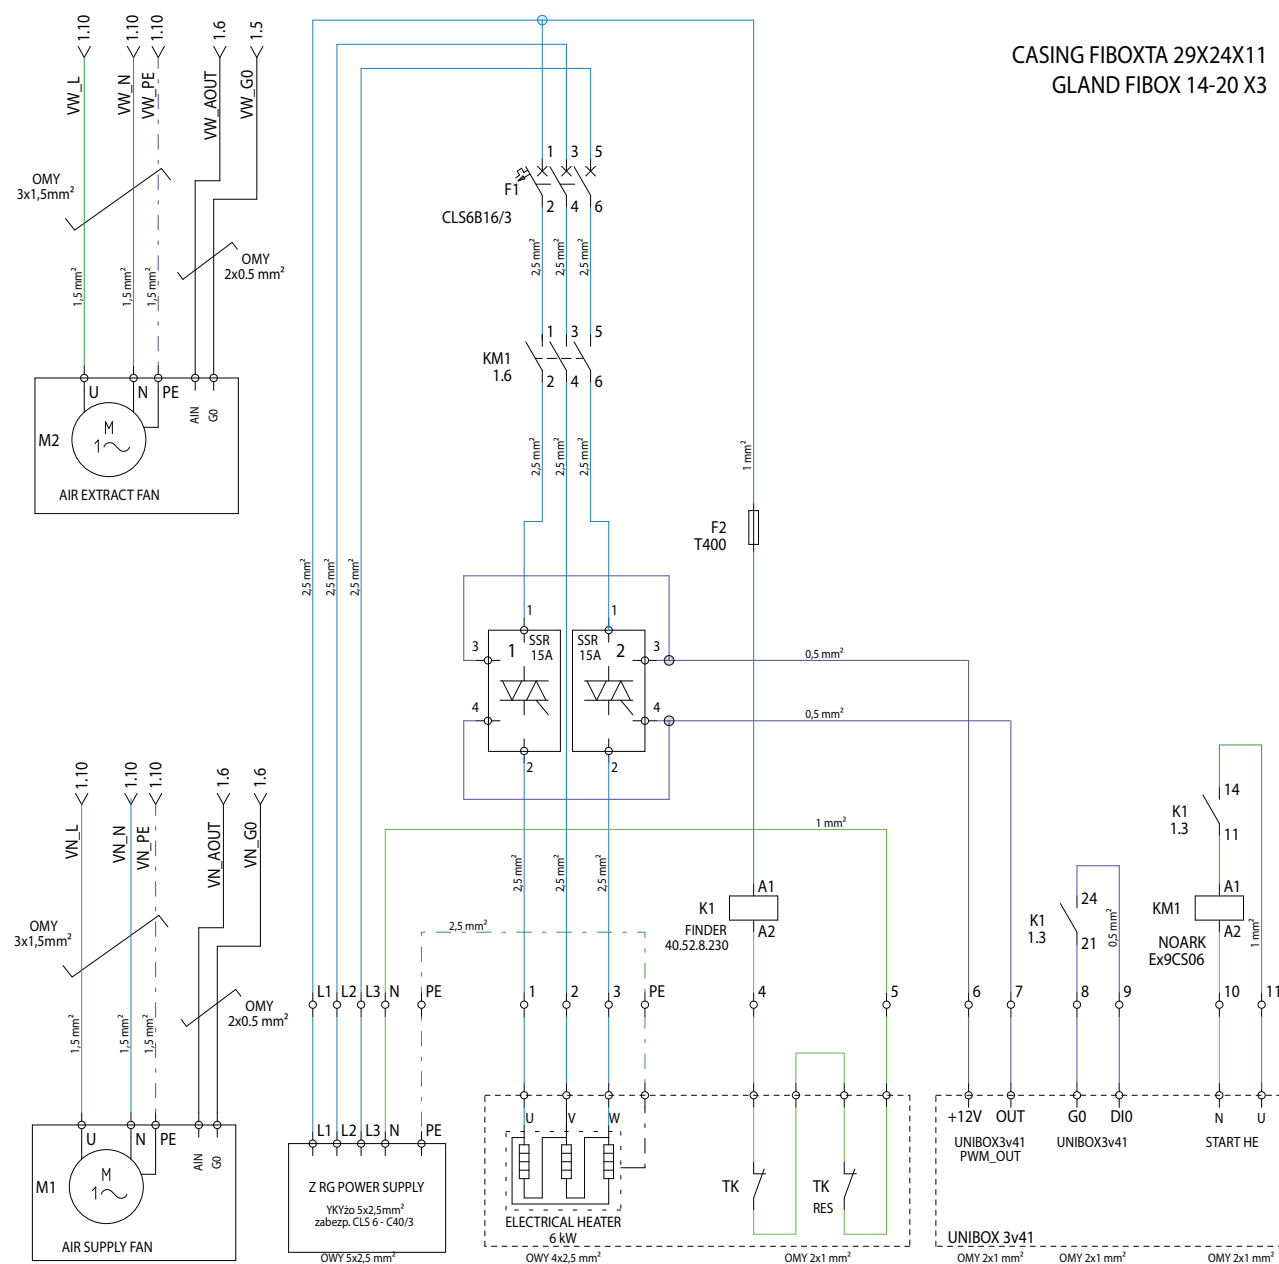 1.10
1.10
1.10
1.6
1.5
VW_L
VW_N
VW_PE
VW_AOUT
VW_G0
CASING FIBOXTA 29X24X11
GLAND FIBOX 14-20 X3
OMY
3x1,5mm²
OMY
2x0.5 mm²
1,5 mm²
1,5 mm²
1,5 mm²
U
N
PE
AIN
G0
M2
M
1
AIR EXTRACT FAN
1 3 5
F1
2 4 6
CLS6B16/3
2,5 mm²
2,5 mm²
2,5 mm²
1 3 5
KM1
1.6
2 4 6
2,5 mm²
2,5 mm²
2,5 mm²
1 mm²
F2
T400
2,5 mm²
2,5 mm²
2,5 mm²
1
1
SSR
15A
1
SSR
15A
2
3
3
4
4
2
2
0,5 mm²
0,5 mm²
1.10
1.10
1.10
1.6
1.6
VN_L
VN_N
VN_PE
VN_AOUT
VN_G0
OMY
3x1,5mm²
OMY
2x0.5 mm²
1,5 mm²
1,5 mm²
1,5 mm²
U
N
PE
AIN
G0
M1
M
1
AIR SUPPLY FAN
1 mm²
2,5 mm²
2,5 mm²
2,5 mm²
2,5 mm²
K1
FINDER
40.52.8.230
A1
A2
K1
1.3
24
21
0,5 mm²
K1
1.3
14
11
KM1
A1
A2
NOARK
Ex9CS06
1 mm²
L1 L2 L3 N PE
1 2 3 PE
4 5
6 7 8 9 10 11
L1 L2 L3 N PE
Z RG POWER SUPPLY
YKYżo 5x2,5mm²
zabezp. CLS 6 - C40/3
OWY 5x2,5 mm²
U V W
ELECTRICAL HEATER
6 kW
OWY 4x2,5 mm²
TK
TK
RES
OMY 2x1 mm²
+12V OUT
G0 DI0
N U
UNIBOX3v41
PWM_OUT
UNIBOX3v41
START HE
UNIBOX 3v41
OMY 2x1 mm²
OMY 2x1 mm²
OMY 2x1 mm²